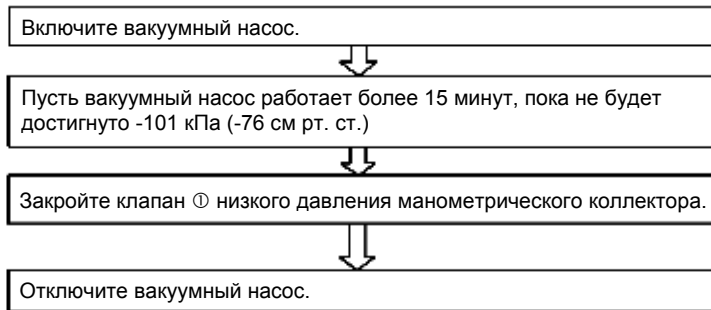 Включите вакуумный насос.
Пусть вакуумный насос работает более 15 минут, пока не будет
достигнуто -101 кПа (-76 см рт. ст.)
Закройте клапан ① низкого давления манометрического коллектора.
Отключите вакуумный насос.